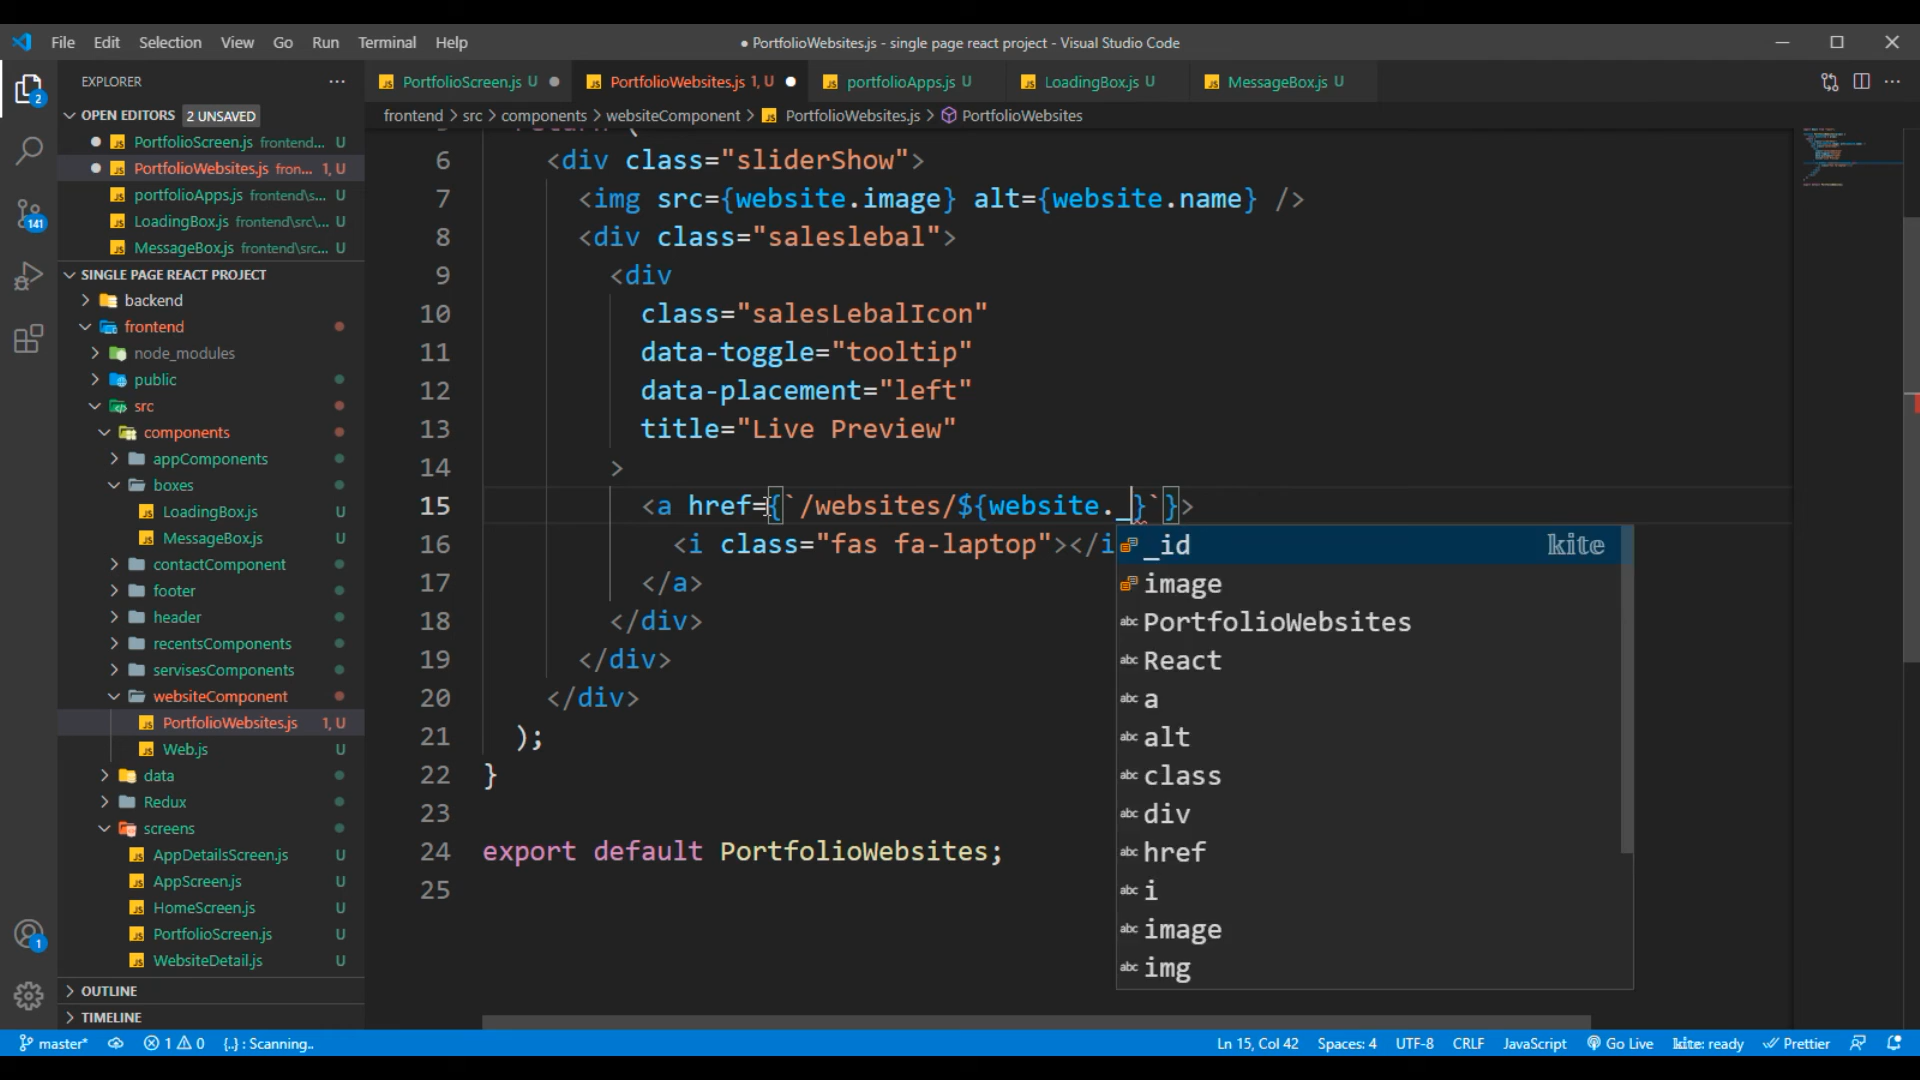 File Edit Selection View Go Run Terminal Help
● PortfolioWebsites.js - single page react project - Visual Studio Code
EXPLORER
PortfolioScreen.js U
PortfolioWebsites.js 1, U
portfolioApps.js U
LoadingBox.js U
MessageBox.js U
frontend > src > components > websiteComponent > PortfolioWebsites.js > PortfolioWebsites
2
141
1
OPEN EDITORS 2 UNSAVED
PortfolioScreen.js frontend... U
PortfolioWebsites.js fron... 1, U
portfolioApps.js frontend\s... U
LoadingBox.js frontend\src\... U
MessageBox.js frontend\src... U
SINGLE PAGE REACT PROJECT
backend
frontend
node_modules
public
src
components
appComponents
boxes
LoadingBox.js U
MessageBox.js U
contactComponent
footer
header
recentsComponents
servisesComponents
websiteComponent
PortfolioWebsites.js 1, U
Web.js U
data
Redux
screens
AppDetailsScreen.js U
AppScreen.js U
HomeScreen.js U
PortfolioScreen.js U
WebsiteDetail.js U
OUTLINE
TIMELINE
6 <div class="sliderShow">
7 <img src={website.image} alt={website.name} />
8 <div class="saleslebal">
9 <div
10 class="salesLebalIcon"
11 data-toggle="tooltip"
12 data-placement="left"
13 title="Live Preview"
14 >
15 <a href={`/websites/${website._}`}>
16 <i class="fas fa-laptop"></i
17 </a>
18 </div>
19 </div>
20 </div>
21 );
22 }
23
24 export default PortfolioWebsites;
25
_id kite
image
PortfolioWebsites
React
a
alt
class
div
href
i
image
img
master* 1 0 {..} : Scanning..
Ln 15, Col 42 Spaces: 4 UTF-8 CRLF JavaScript Go Live kite: ready Prettier